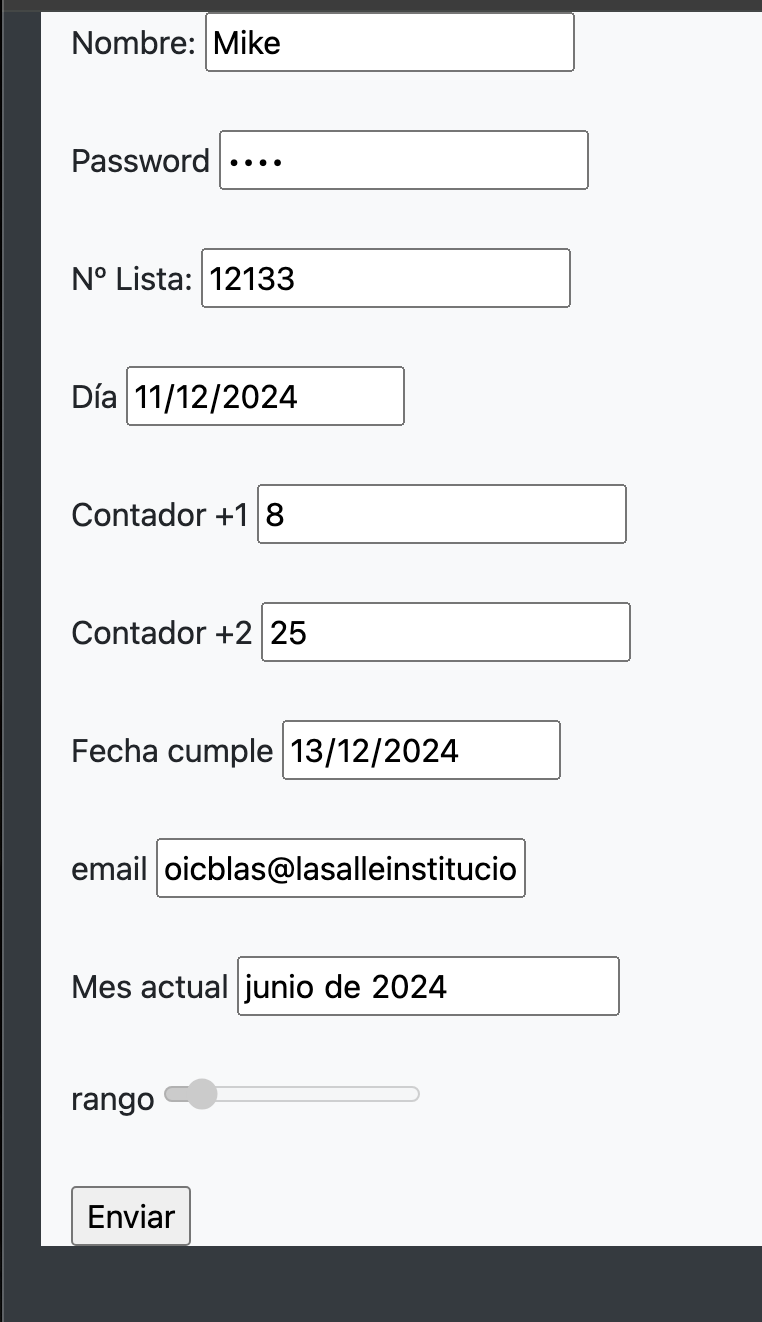 Nombre: Mike
Password ••••
Nº Lista: 12133
Día 11/12/2024
Contador +1 8
Contador +2 25
Fecha cumple 13/12/2024
email oicblas@lasalleinstitucio
Mes actual junio de 2024
rango
Enviar